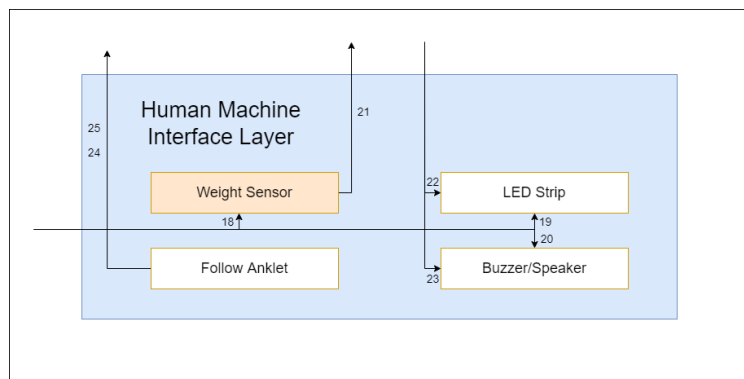 Human Machine
Interface Layer
25
24
21
Weight Sensor
22
LED Strip
18
19
20
Follow Anklet
23
Buzzer/Speaker